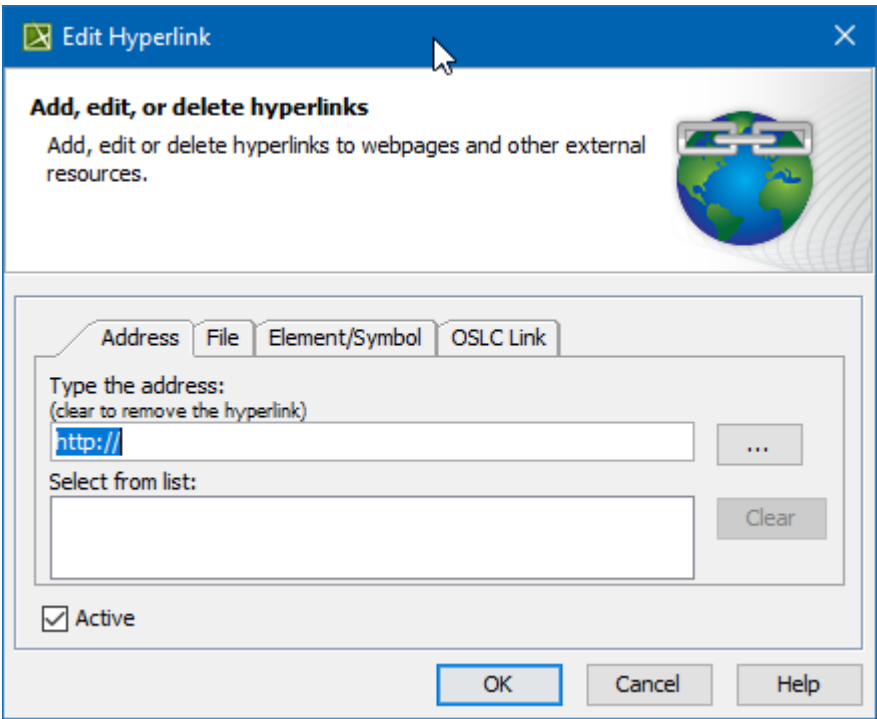 Edit Hyperlink
Add, edit, or delete hyperlinks
Add, edit or delete hyperlinks to webpages and other external
resources.
Address File Element/Symbol OSLC Link
Type the address:
(clear to remove the hyperlink)
http://
...
Select from list:
Clear
Active
OK Cancel Help